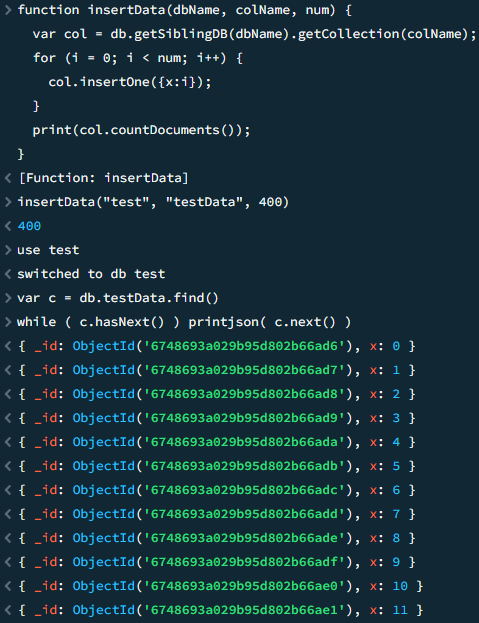 > function insertData(dbName, colName, num) {
    var col = db.getSiblingDB(dbName).getCollection(colName);
    for (i = 0; i < num; i++) {
      col.insertOne({x:i});
    }
    print(col.countDocuments());
  }
< [Function: insertData]
> insertData("test", "testData", 400)
< 400
> use test
< switched to db test
> var c = db.testData.find()
> while ( c.hasNext() ) printjson( c.next() )
< { _id: ObjectId('6748693a029b95d802b66ad6'), x: 0 }
< { _id: ObjectId('6748693a029b95d802b66ad7'), x: 1 }
< { _id: ObjectId('6748693a029b95d802b66ad8'), x: 2 }
< { _id: ObjectId('6748693a029b95d802b66ad9'), x: 3 }
< { _id: ObjectId('6748693a029b95d802b66ada'), x: 4 }
< { _id: ObjectId('6748693a029b95d802b66adb'), x: 5 }
< { _id: ObjectId('6748693a029b95d802b66adc'), x: 6 }
< { _id: ObjectId('6748693a029b95d802b66add'), x: 7 }
< { _id: ObjectId('6748693a029b95d802b66ade'), x: 8 }
< { _id: ObjectId('6748693a029b95d802b66adf'), x: 9 }
< { _id: ObjectId('6748693a029b95d802b66ae0'), x: 10 }
< { _id: ObjectId('6748693a029b95d802b66ae1'), x: 11 }